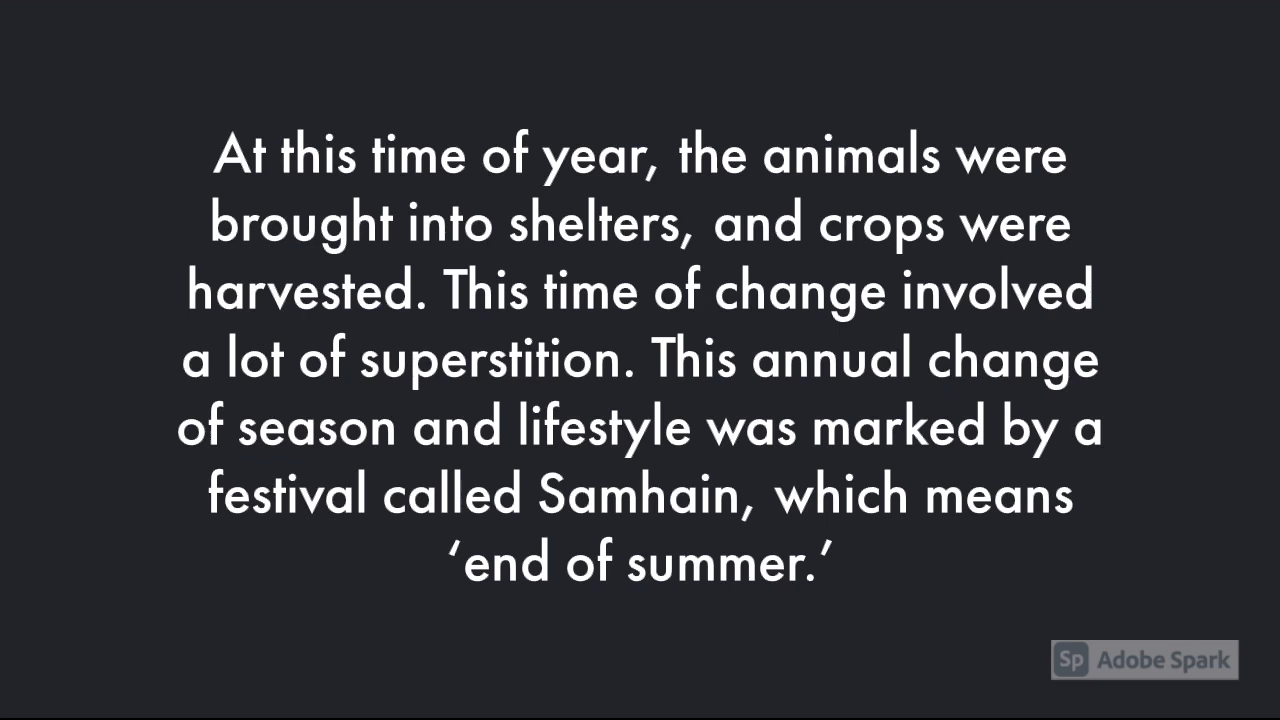 At this time of year, the animals were
brought into shelters, and crops were
harvested. This time of change involved
a lot of superstition. This annual change
of season and lifestyle was marked by a
festival called Samhain, which means
‘end of summer.’
Sp Adobe Spark